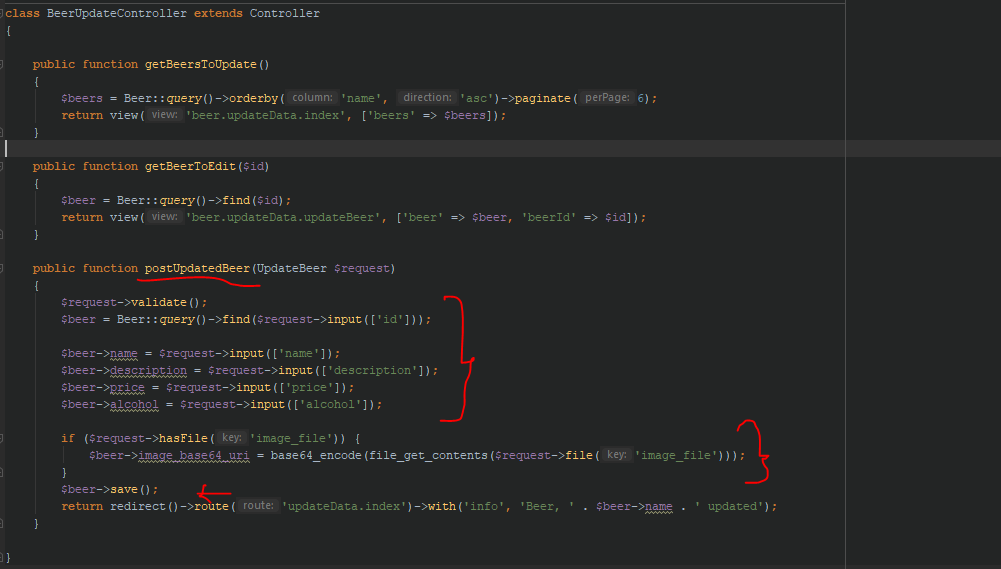 class BeerUpdateController extends Controller
{
public function getBeersToUpdate()
{
$beers = Beer::query()->orderby( column: 'name', direction: 'asc')->paginate( perPage: 6);
return view( view: 'beer.updateData.index', ['beers' => $beers]);
}
public function getBeerToEdit($id)
{
$beer = Beer::query()->find($id);
return view( view: 'beer.updateData.updateBeer', ['beer' => $beer, 'beerId' => $id]);
}
public function postUpdatedBeer(UpdateBeer $request)
{
$request->validate();
$beer = Beer::query()->find($request->input(['id']));
$beer->name = $request->input(['name']);
$beer->description = $request->input(['description']);
$beer->price = $request->input(['price']);
$beer->alcohol = $request->input(['alcohol']);
if ($request->hasFile( key: 'image_file')) {
$beer->image_base64_uri = base64_encode(file_get_contents($request->file( key: 'image_file')));
}
$beer->save();
return redirect()->route( route: 'updateData.index')->with('info', 'Beer, ' . $beer->name . ' updated');
}
}